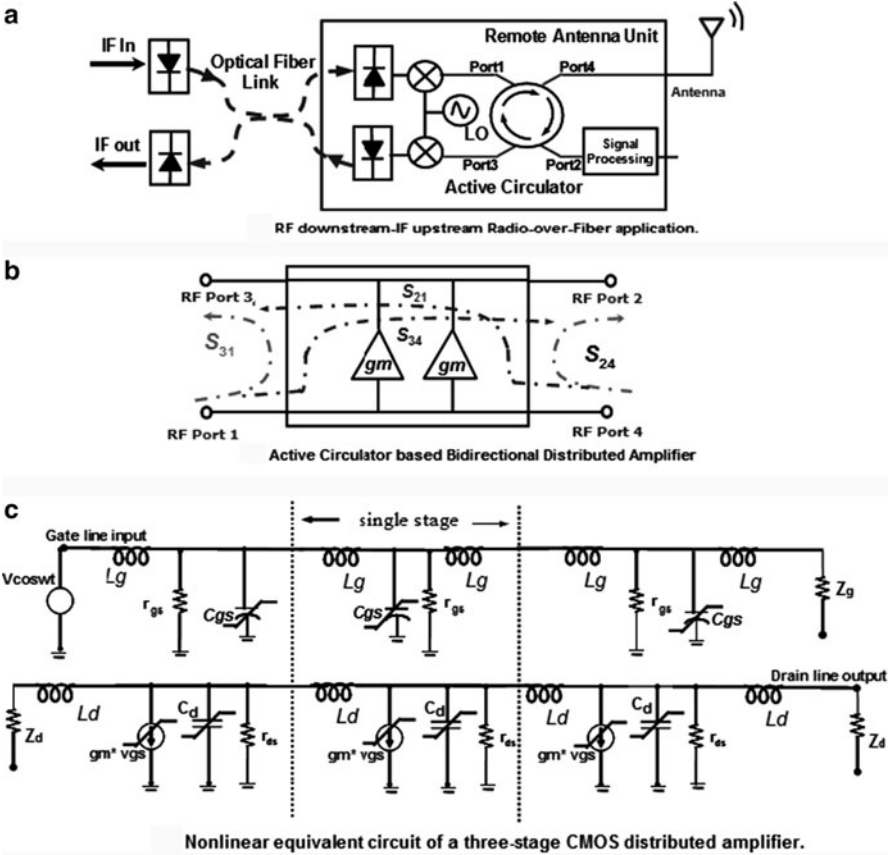 a
IF In
Optical Fiber
Link
IF out
Remote Antenna Unit
Port1
Port4
Antenna
LO
Port3
Port2
Signal
Processing
Active Circulator
RF downstream-IF upstream Radio-over-Fiber application.
b
RF Port 3,
S21
RF Port 2
S31
S34
S24
gm
gm
RF Port 1
RF Port 4
Active Circulator based Bidirectional Distributed Amplifier
c
single stage
Gate line input
Vcoswt
Lg
rgs
Cgs
Lg
Cgs
rgs
Lg
Lg
rgs
Cgs
Lg
Zg
Drain line output
Zd
Ld
gm* vgs
Cd
rds
Ld
gm* vgs
Cd
rds
Ld
gm* vgs
Cd
rds
Ld
Zd
Nonlinear equivalent circuit of a three-stage CMOS distributed amplifier.